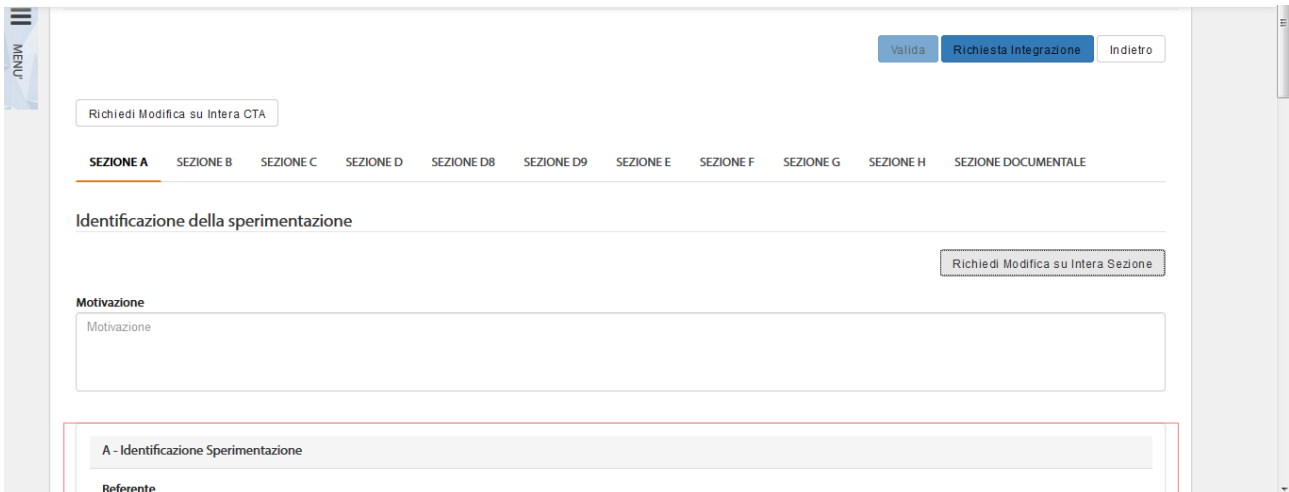 MENU'
Valida Richiesta Integrazione Indietro
Richiedi Modifica su Intera CTA
SEZIONE A SEZIONE B SEZIONE C SEZIONE D SEZIONE D8 SEZIONE D9 SEZIONE E SEZIONE F SEZIONE G SEZIONE H SEZIONE DOCUMENTALE
Identificazione della sperimentazione
Richiedi Modifica su Intera Sezione
Motivazione
Motivazione
A - Identificazione Sperimentazione
Referente